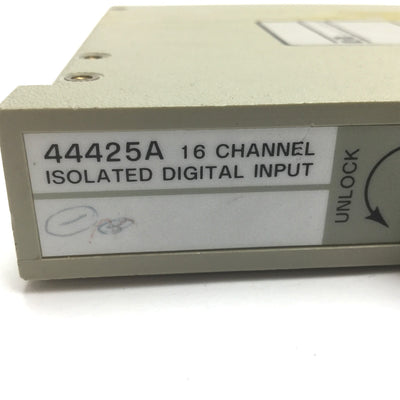 44425A 16 CHANNEL
ISOLATED DIGITAL INPUT
UNLOCK